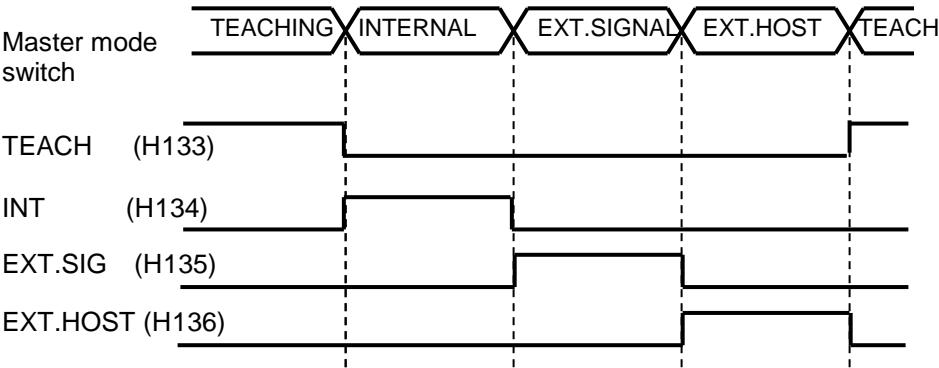 TEACHING INTERNAL EXT.SIGNAL EXT.HOST TEACH
Master mode
switch
TEACH (H133)
INT (H134)
EXT.SIG (H135)
EXT.HOST (H136)